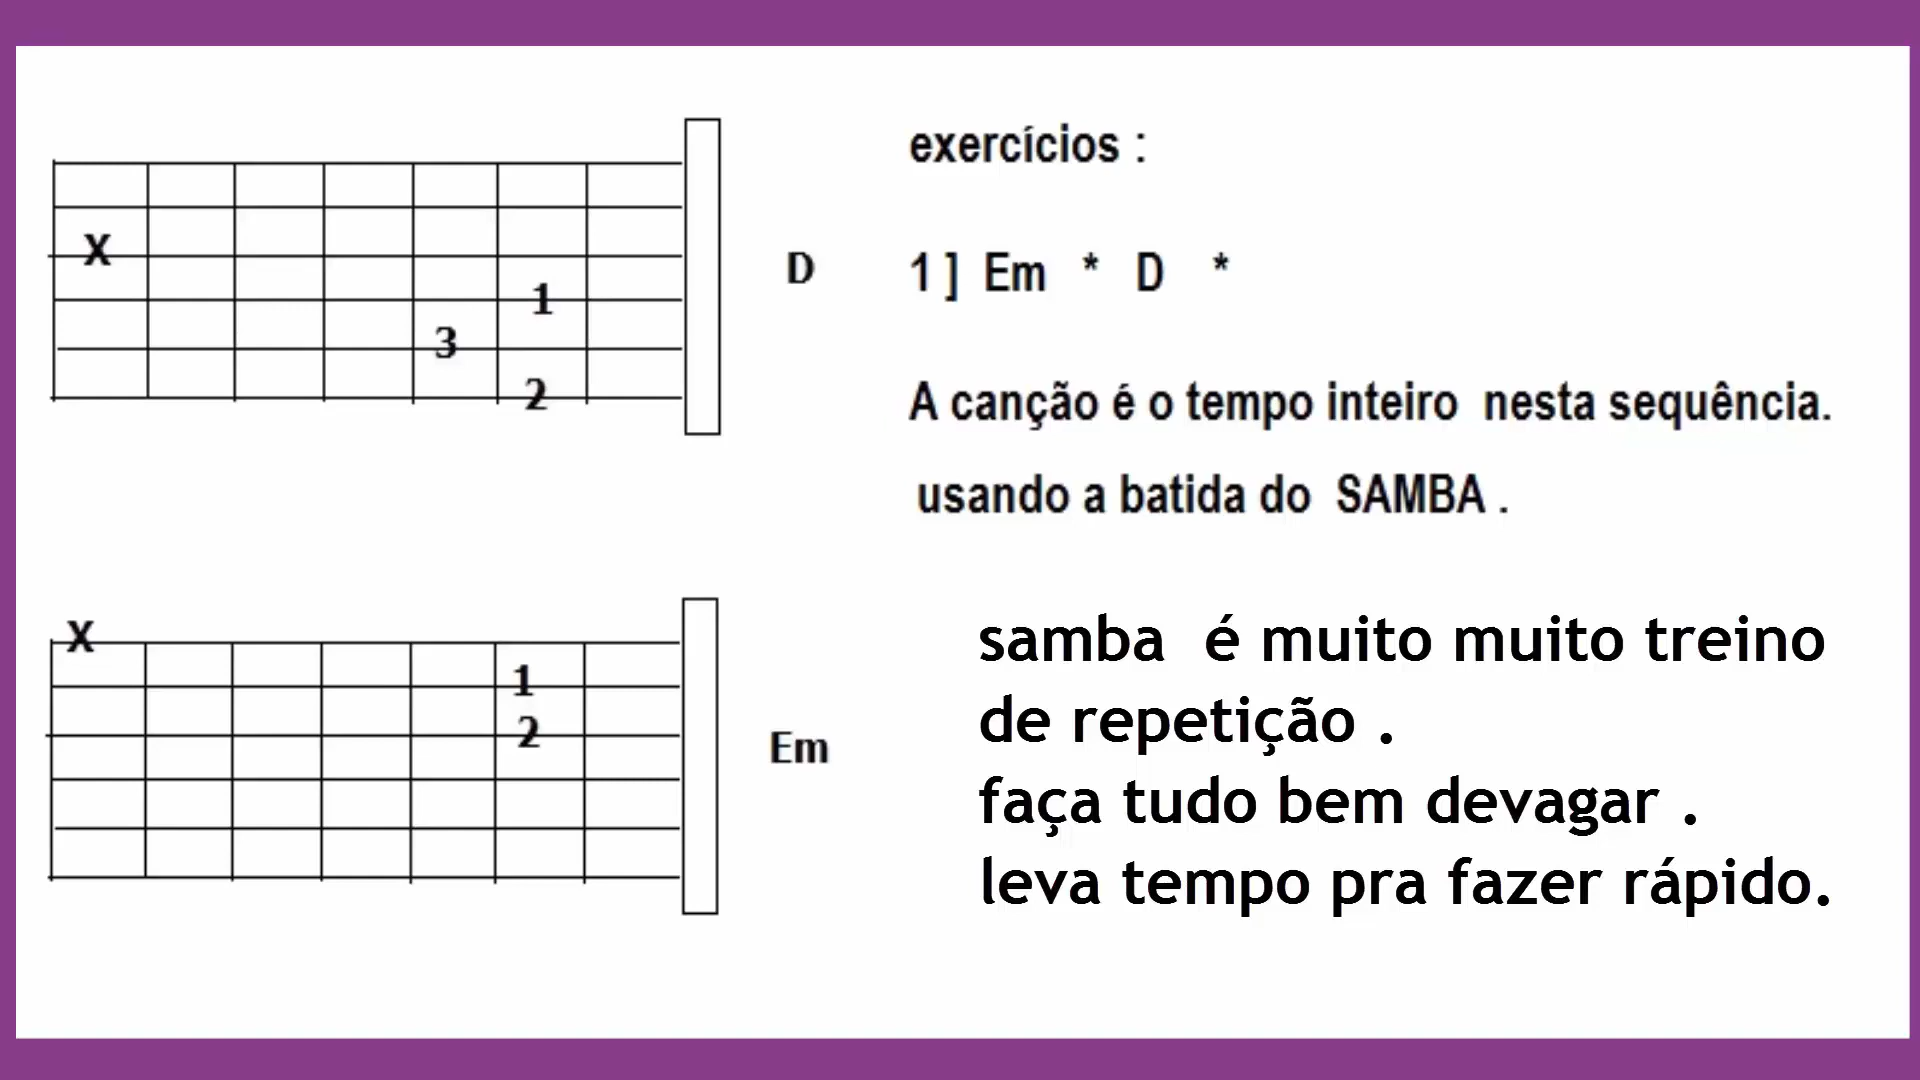 exercícios :
X
1
3
2
D
1 ] Em * D *
A canção é o tempo inteiro nesta sequência.
usando a batida do SAMBA .
X
1
2
Em
samba é muito muito treino
de repetição .
faça tudo bem devagar .
leva tempo pra fazer rápido.